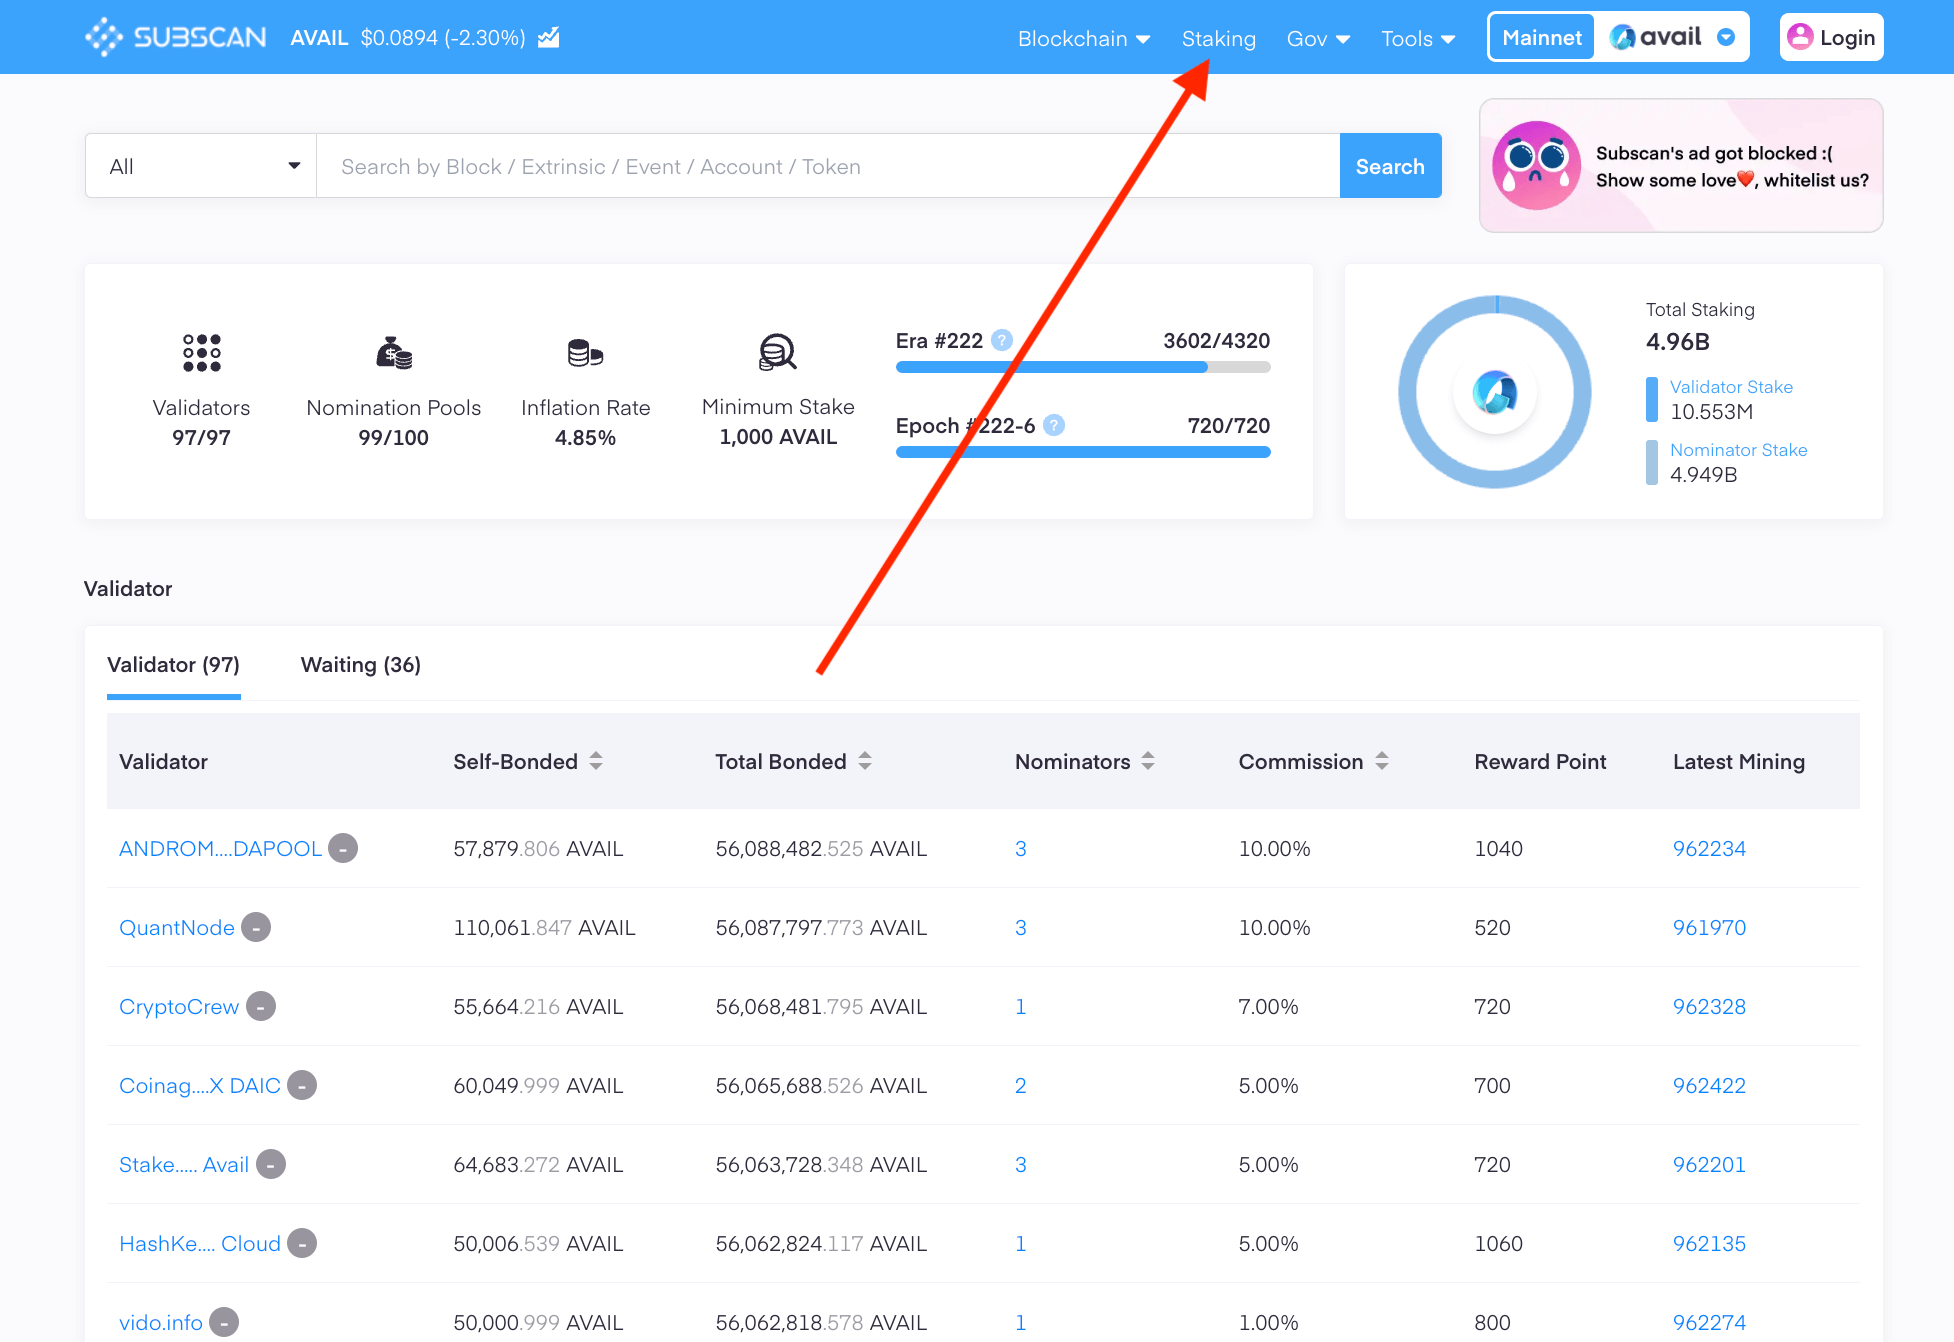 SUBSCAN AVAIL $0.0894 (-2.30%) Blockchain Staking Gov Tools Mainnet avail Login
All Search by Block / Extrinsic / Event / Account / Token Search
Subscan's ad got blocked :(
Show some love❤️, whitelist us?
Validators
97/97
Nomination Pools
99/100
Inflation Rate
4.85%
Minimum Stake
1,000 AVAIL
Era #222 ? 3602/4320
Epoch #222-6 ? 720/720
Total Staking
4.96B
Validator Stake
10.553M
Nominator Stake
4.949B
Validator
Validator (97) Waiting (36)
Validator Self-Bonded Total Bonded Nominators Commission Reward Point Latest Mining
ANDROM....DAPOOL - 57,879.806 AVAIL 56,088,482.525 AVAIL 3 10.00% 1040 962234
QuantNode - 110,061.847 AVAIL 56,087,797.773 AVAIL 3 10.00% 520 961970
CryptoCrew - 55,664.216 AVAIL 56,068,481.795 AVAIL 1 7.00% 720 962328
Coinag....X DAIC - 60,049.999 AVAIL 56,065,688.526 AVAIL 2 5.00% 700 962422
Stake..... Avail - 64,683.272 AVAIL 56,063,728.348 AVAIL 3 5.00% 720 962201
HashKe.... Cloud - 50,006.539 AVAIL 56,062,824.117 AVAIL 1 5.00% 1060 962135
vido.info - 50,000.999 AVAIL 56,062,818.578 AVAIL 1 1.00% 800 962274